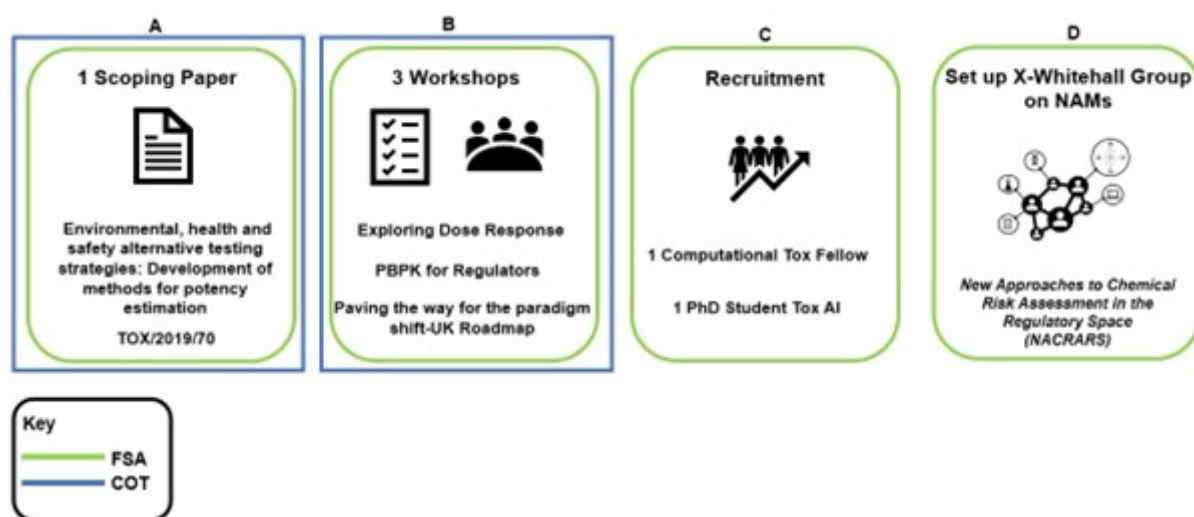 A
1 Scoping Paper
Environmental, health and
safety alternative testing
strategies: Development of
methods for potency
estimation
TOX/2019/70
B
3 Workshops
Exploring Dose Response
PBPK for Regulators
Paving the way for the paradigm
shift-UK Roadmap
C
Recruitment
1 Computational Tox Fellow
1 PhD Student Tox AI
D
Set up X-Whitehall Group
on NAMs
New Approaches to Chemical
Risk Assessment in the
Regulatory Space
(NACRARS)
Key
FSA
COT